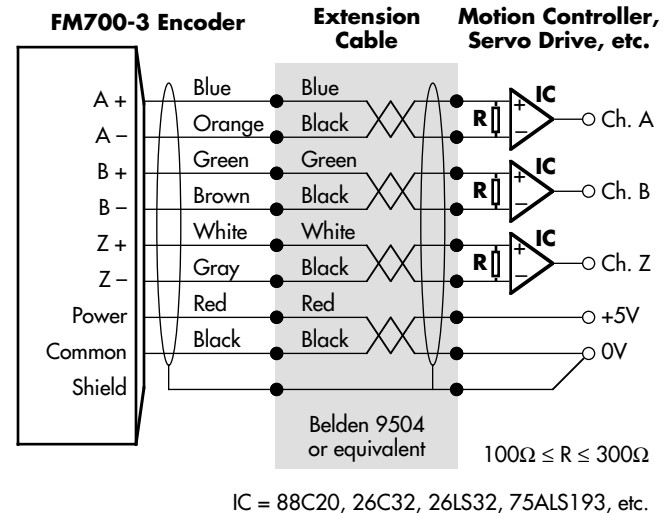 FM700-3 Encoder
Extension
Cable
Motion Controller,
Servo Drive, etc.
A +
Blue
Blue
R
+
−
IC
Ch. A
A −
Orange
Black
B +
Green
Green
R
+
−
IC
Ch. B
B −
Brown
Black
Z +
White
White
R
+
−
IC
Ch. Z
Z −
Gray
Black
Power
Red
Red
+5V
Common
Black
Black
0V
Shield
Belden 9504
or equivalent
100Ω ≤ R ≤ 300Ω
IC = 88C20, 26C32, 26LS32, 75ALS193, etc.